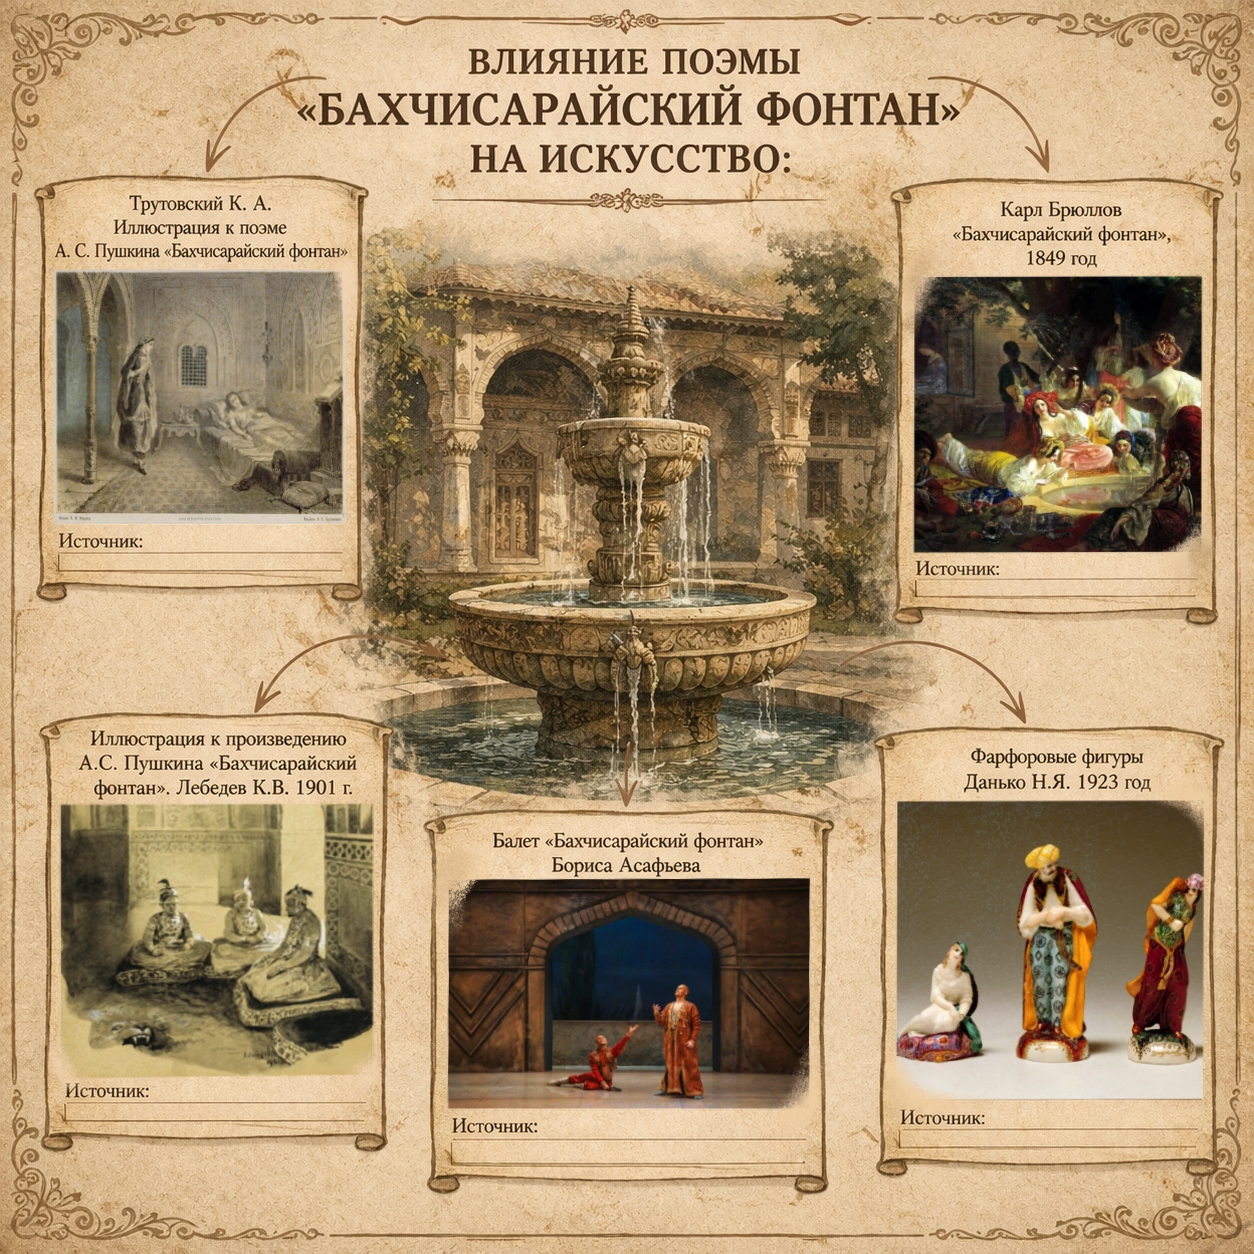 ВЛИЯНИЕ ПОЭМЫ
«БАХЧИСАРАЙСКИЙ ФОНТАН»
НА ИСКУССТВО:
Трутовский К. А.
Иллюстрация к поэме
А. С. Пушкина «Бахчисарайский фонтан»
Источник:
Карл Брюллов
«Бахчисарайский фонтан»,
1849 год
Источник:
Иллюстрация к произведению
А.С. Пушкина «Бахчисарайский
фонтан». Лебедев К.В. 1901 г.
Источник:
Балет «Бахчисарайский фонтан»
Бориса Асафьева
Источник:
Фарфоровые фигуры
Данько Н.Я. 1923 год
Источник: